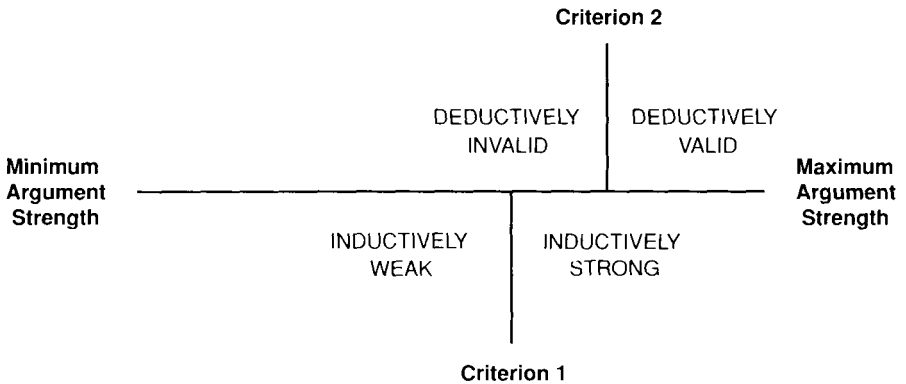 Criterion 2
DEDUCTIVELY
INVALID
DEDUCTIVELY
VALID
Minimum
Argument
Strength
Maximum
Argument
Strength
INDUCTIVELY
WEAK
INDUCTIVELY
STRONG
Criterion 1